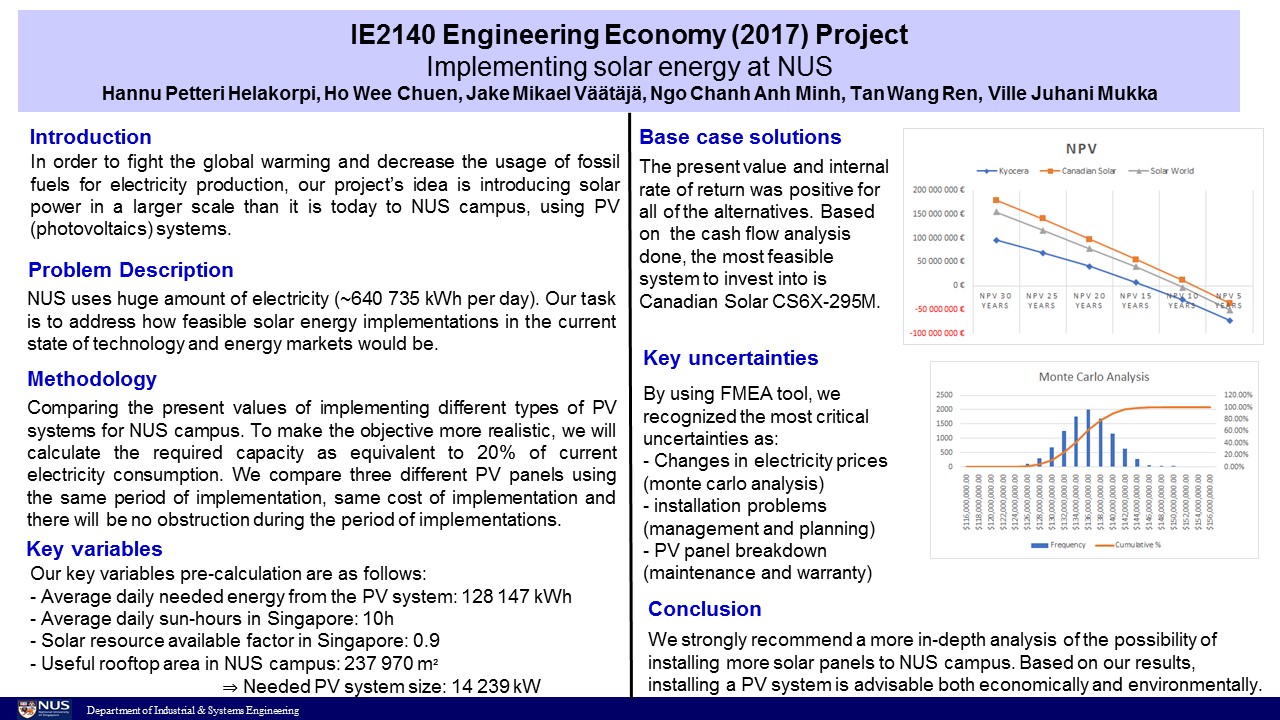 IE2140 Engineering Economy (2017) Project
Implementing solar energy at NUS
Hannu Petteri Helakorpi, Ho Wee Chuen, Jake Mikael Väätäjä, Ngo Chanh Anh Minh, Tan Wang Ren, Ville Juhani Mukka
Introduction
In order to fight the global warming and decrease the usage of fossil
fuels for electricity production, our project's idea is introducing solar
power in a larger scale than it is today to NUS campus, using PV
(photovoltaics) systems.
Problem Description
NUS uses huge amount of electricity (~640 735 kWh per day). Our task
is to address how feasible solar energy implementations in the current
state of technology and energy markets would be.
Methodology
Comparing the present values of implementing different types of PV
systems for NUS campus. To make the objective more realistic, we will
calculate the required capacity as equivalent to 20% of current
electricity consumption. We compare three different PV panels using
the same period of implementation, same cost of implementation and
there will be no obstruction during the period of implementations.
Key variables
Our key variables pre-calculation are as follows:
- Average daily needed energy from the PV system: 128 147 kWh
- Average daily sun-hours in Singapore: 10h
- Solar resource available factor in Singapore: 0.9
- Useful rooftop area in NUS campus: 237 970 m²
⇒ Needed PV system size: 14 239 kW
Base case solutions
The present value and internal
rate of return was positive for
all of the alternatives. Based
on the cash flow analysis
done, the most feasible
system to invest into is
Canadian Solar CS6X-295M.
NPV
Kyocera Canadian Solar Solar World
200 000 000 €
150 000 000 €
100 000 000 €
50 000 000 €
0 €
-50 000 000 €
-100 000 000 €
NPV 30 NPV 25 NPV 20 NPV 15 NPV 10 NPV 5
YEARS YEARS YEARS YEARS YEARS YEARS
Key uncertainties
By using FMEA tool, we
recognized the most critical
uncertainties as:
- Changes in electricity prices
(monte carlo analysis)
- installation problems
(management and planning)
- PV panel breakdown
(maintenance and warranty)
Monte Carlo Analysis
2500
2000
1500
1000
500
0
120.00%
100.00%
80.00%
60.00%
40.00%
20.00%
0.00%
$116,000,000.00
$118,000,000.00
$120,000,000.00
$122,000,000.00
$124,000,000.00
$126,000,000.00
$128,000,000.00
$130,000,000.00
$132,000,000.00
$134,000,000.00
$136,000,000.00
$138,000,000.00
$140,000,000.00
$142,000,000.00
$144,000,000.00
$146,000,000.00
$148,000,000.00
$150,000,000.00
$152,000,000.00
$154,000,000.00
$156,000,000.00
Frequency Cumulative %
Conclusion
We strongly recommend a more in-depth analysis of the possibility of
installing more solar panels to NUS campus. Based on our results,
installing a PV system is advisable both economically and environmentally.
NUS
National University
of Singapore
Department of Industrial & Systems Engineering